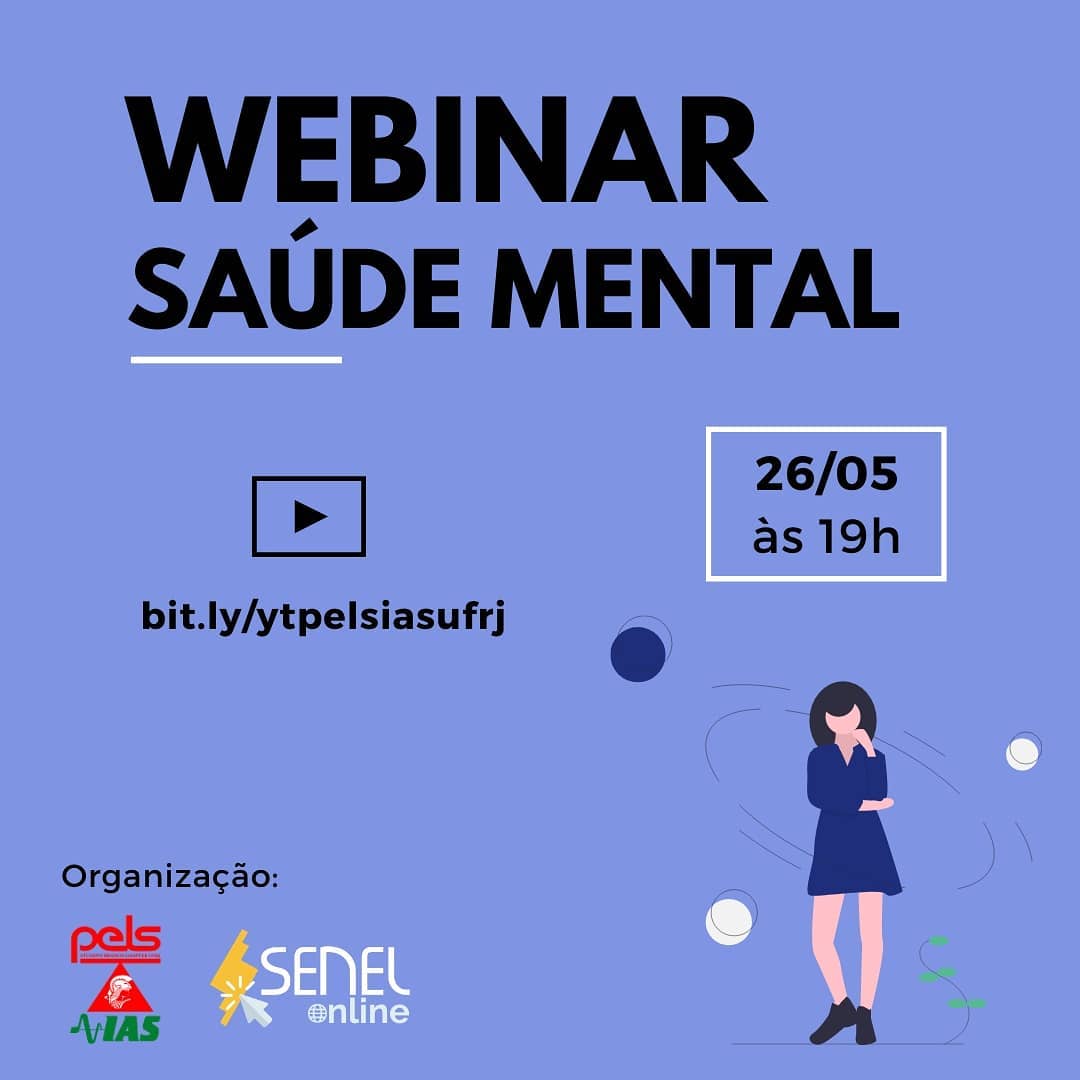 WEBINAR
SAÚDE MENTAL
26/05
às 19h
bit.ly/ytpelsiasufrj
Organização:
pels
IAS
SENEL
online